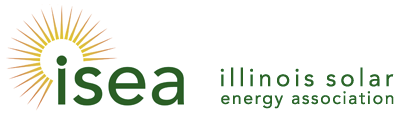 isea
illinois solar
energy association